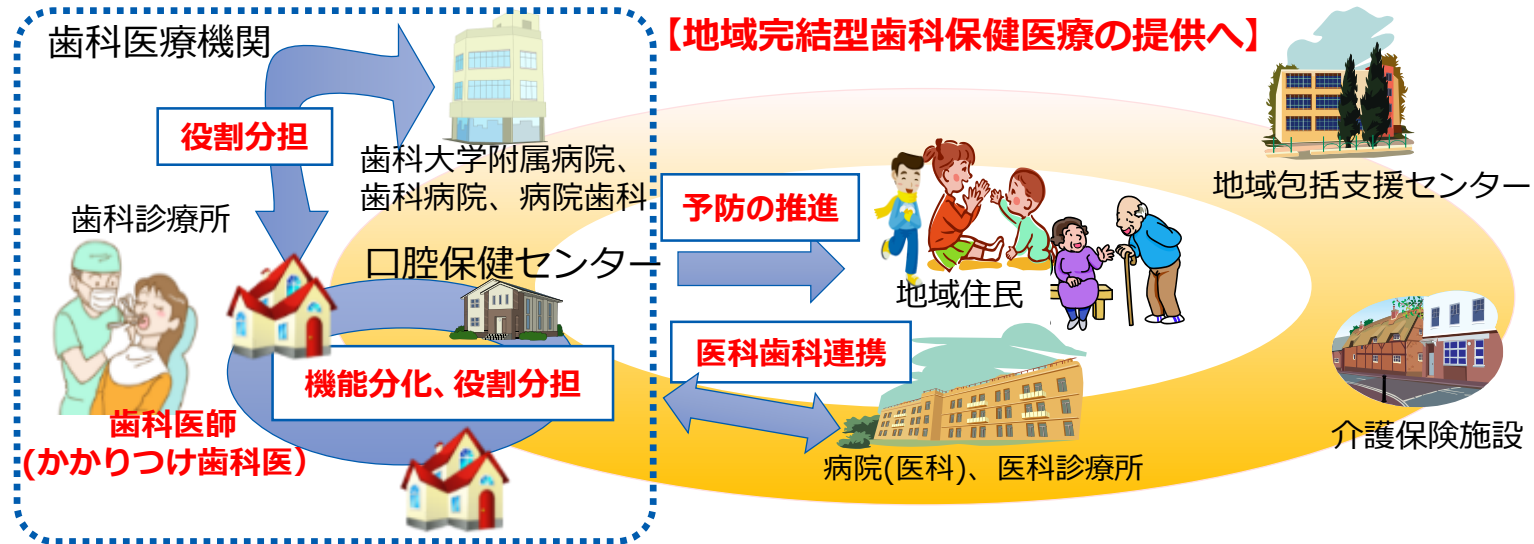 【地域完結型歯科保健医療の提供へ】
歯科医療機関
役割分担
歯科大学附属病院、
歯科病院、病院歯科
歯科診療所
口腔保健センター
機能分化、役割分担
歯科医師
(かかりつけ歯科医）
予防の推進
地域住民
医科歯科連携
病院(医科)、医科診療所
地域包括支援センター
介護保険施設